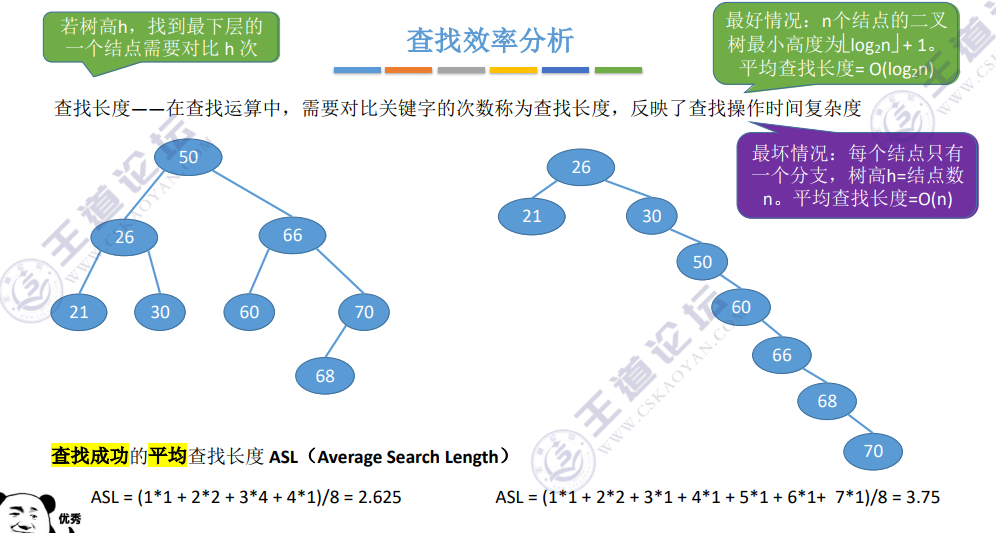 若树高h，找到最下层的
一个结点需要对比 h 次
查找效率分析
最好情况：n个结点的二叉
树最小高度为⌊log₂n⌋ + 1。
平均查找长度= O(log₂n)
查找长度——在查找运算中，需要对比关键字的次数称为查找长度，反映了查找操作时间复杂度
最坏情况：每个结点只有
一个分支，树高h=结点数
n。平均查找长度=O(n)
50
26
66
21
30
60
70
68
26
21
30
50
60
66
68
70
查找成功的平均查找长度 ASL（Average Search Length）
ASL = (1*1 + 2*2 + 3*4 + 4*1)/8 = 2.625
ASL = (1*1 + 2*2 + 3*1 + 4*1 + 5*1 + 6*1+ 7*1)/8 = 3.75
优秀
王道论坛
WWW.CSKAOYAN.COM
王道论坛
WWW.CSKAOYAN.COM